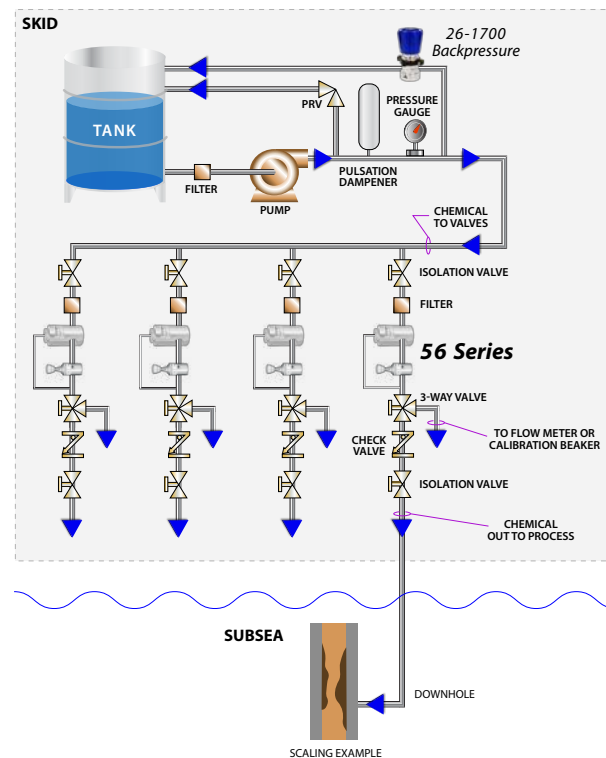 SKID
26-1700
Backpressure
PRV
PRESSURE
GAUGE
TANK
FILTER
PUMP
PULSATION
DAMPENER
CHEMICAL
TO VALVES
ISOLATION VALVE
FILTER
56 Series
3-WAY VALVE
CHECK
VALVE
TO FLOW METER OR
CALIBRATION BEAKER
ISOLATION VALVE
CHEMICAL
OUT TO PROCESS
SUBSEA
DOWNHOLE
SCALING EXAMPLE